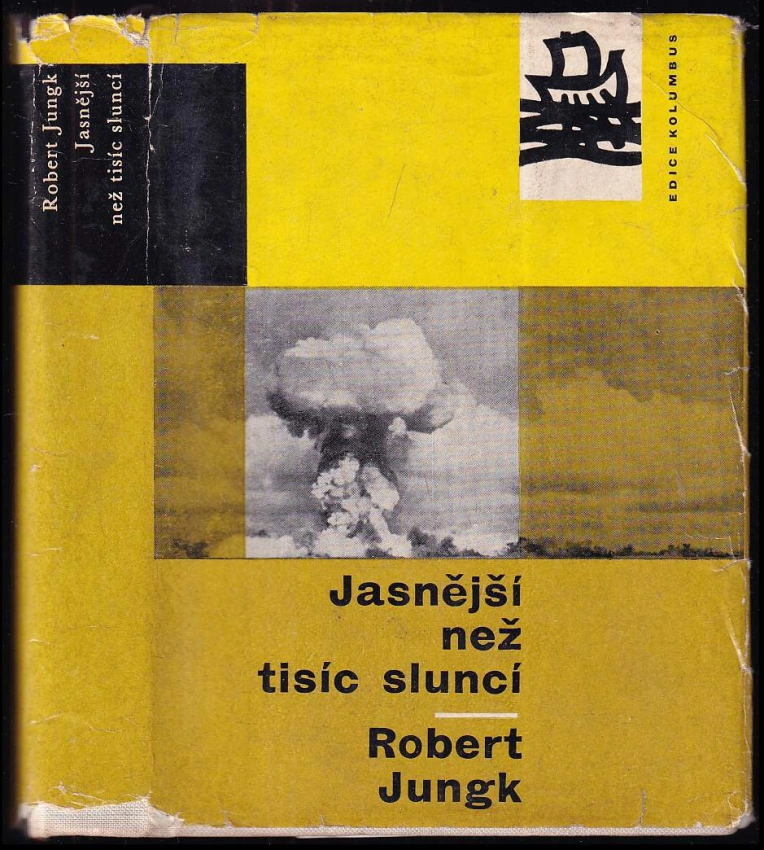 Robert Jungk
Jasnější
než tisíc sluncí
EDICE KOLUMBUS
Jasnější
než
tisíc sluncí
Robert
Jungk